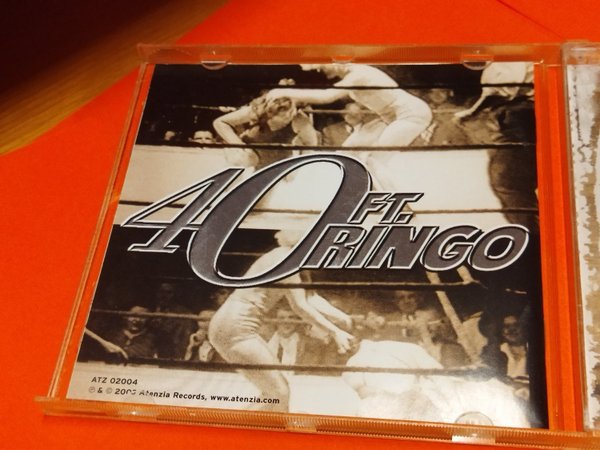 40 FT.
RINGO
ATZ 02004
℗ & © Atenzia Records, www.atenzia.com